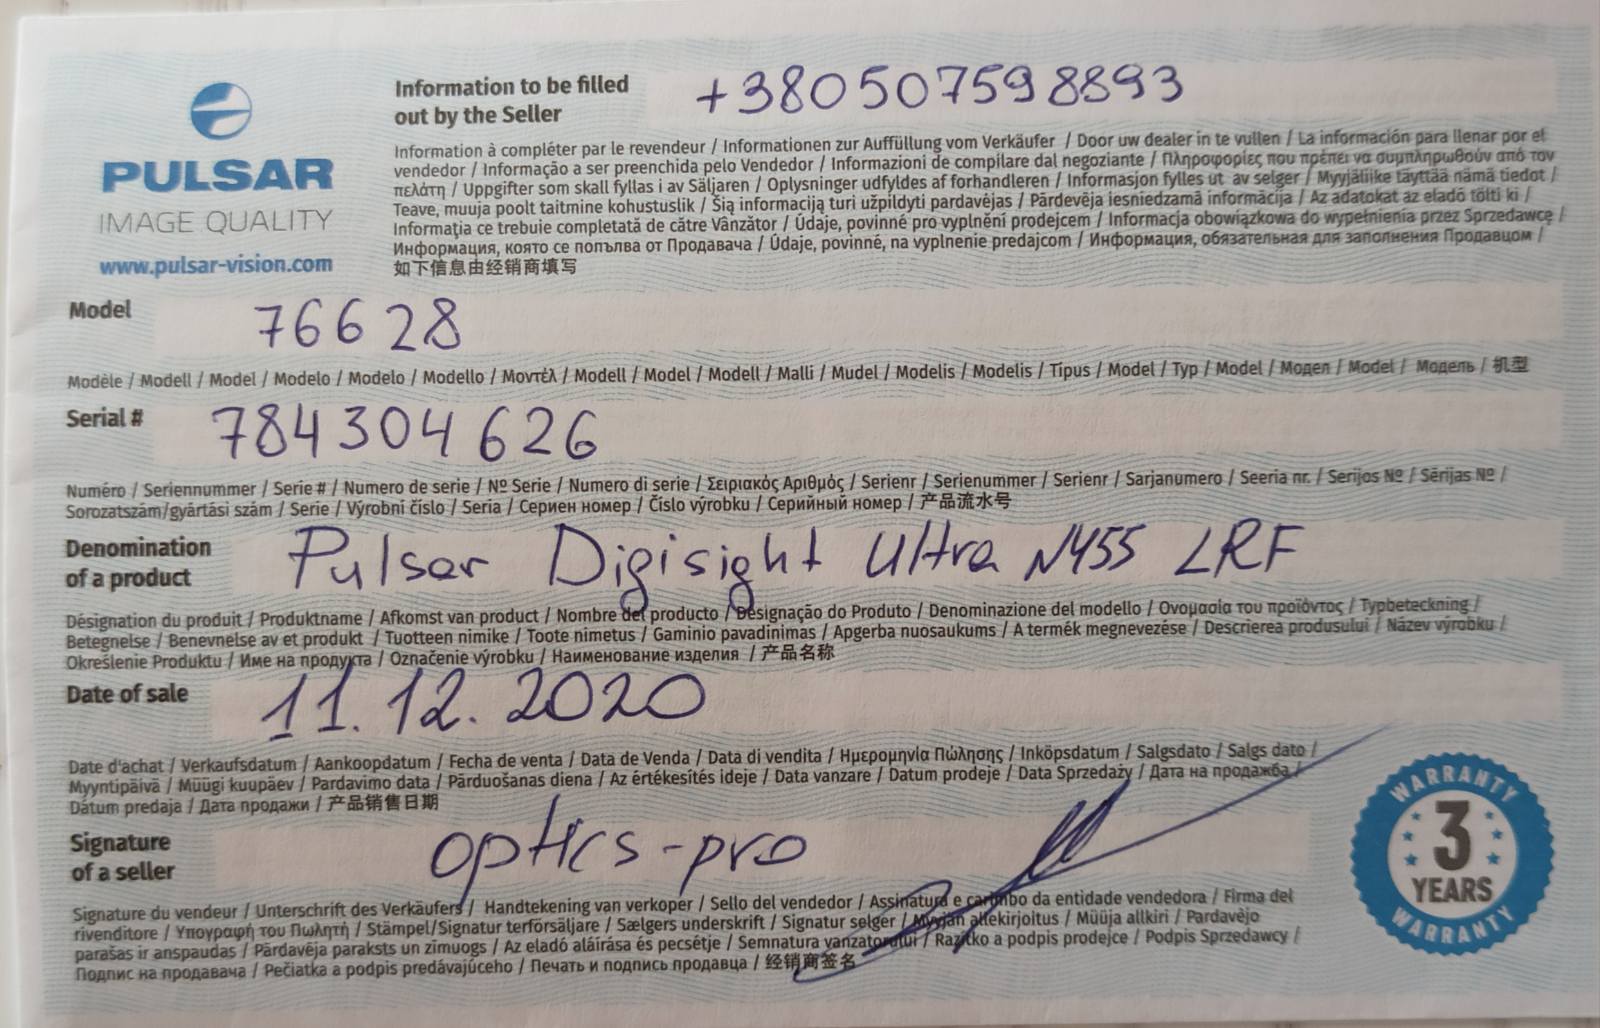 PULSAR
IMAGE QUALITY
www.pulsar-vision.com
Information to be filled
out by the Seller
+380507598893
Information à compléter par le revendeur / Informationen zur Auffüllung vom Verkäufer / Door uw dealer in te vullen / La información para llenar por el
vendedor / Informação a ser preenchida pelo Vendedor / Informazioni de compilare dal negoziante / Πληροφορίες που πρέπει να συμπληρωθούν από τον
πελάτη / Uppgifter som skall fyllas i av Säljaren / Oplysninger udfyldes af forhandleren / Informasjon fylles ut av selger / Myyjäliike täyttää nämä tiedot /
Teave, muuja poolt taitmine kohustuslik / Šią informaciją turi užpildyti pardavėjas / Pārdevēja iesniedzamā informācija / Az adatokat az eladó tölti ki /
Informaţia ce trebuie completată de către Vânzător / Údaje, povinné pro vyplnění prodejcem / Informacja obowiązkowa do wypełnienia przez Sprzedawcę /
Информация, която се попълва от Продавача / Údaje, povinné, na vyplnenie predajcom / Информация, обязательная для заполнения Продавцом /
如下信息由经销商填写
Model
76628
Modèle / Modell / Model / Modelo / Modelo / Modello / Μοντέλ / Modell / Model / Modell / Malli / Mudel / Modelis / Modelis / Típus / Model / Typ / Model / Модел / Model / Модель / 机型
Serial #
784304626
Numéro / Seriennummer / Serie # / Numero de serie / Nº Serie / Numero di serie / Σειριακός Αριθμός / Serienr / Serienummer / Serienr / Sarjanumero / Seeria nr. / Serijos Nº / Sērijas Nº /
Sorozatszám/gyártási szám / Serie / Výrobní číslo / Seria / Сериен номер / Číslo výrobku / Серийный номер / 产品流水号
Denomination
of a product
Pulsar Digisight Ultra N455 LRF
Désignation du produit / Produktname / Afkomst van product / Nombre del producto / Designação do Produto / Denominazione del modello / Ονομασία του προϊόντος / Typbeteckning /
Betegnelse / Benevnelse av et produkt / Tuotteen nimike / Toote nimetus / Gaminio pavadinimas / Apgerba nuosaukums / A termék megnevezése / Descrierea produsului / Název výrobku /
Określenie Produktu / Име на продукта / Označenie výrobku / Наименование изделия / 产品名称
Date of sale
11.12.2020
Date d'achat / Verkaufsdatum / Aankoopdatum / Fecha de venta / Data de Venda / Data di vendita / Ημερομηνία Πώλησης / Inköpsdatum / Salgsdato / Salgs dato /
Myyntipäivä / Müügi kuupäev / Pardavimo data / Pārdušanas diena / Az értékesítés ideje / Data vanzare / Datum prodeje / Data Sprzedaży / Дата на продажба /
Dátum predaja / Дата продажи / 产品销售日期
Signature
of a seller
optics-pro
Signature du vendeur / Unterschrift des Verkäufers / Handtekening van verkoper / Sello del vendedor / Assinatura e carimbo da entidade vendedora / Firma del
rivenditore / Υπογραφή του Πωλητή / Stämpel/Signatur terförsäljare / Sælgers underskrift / Signatur selger / Myyjän allekirjoitus / Müüja allkiri / Pardavėjo
parašas ir anspaudas / Pārdavēja paraksts un zīmuogs / Az eladó aláírása és pecsétje / Semnatura vanzatorului / Razítko a podpis prodejce / Podpis Sprzedawcy /
Подпис на продавача / Pečiatka a podpis predávajúceho / Печать и подпись продавца / 经销商签名
WARRANTY
3
YEARS
WARRANTY